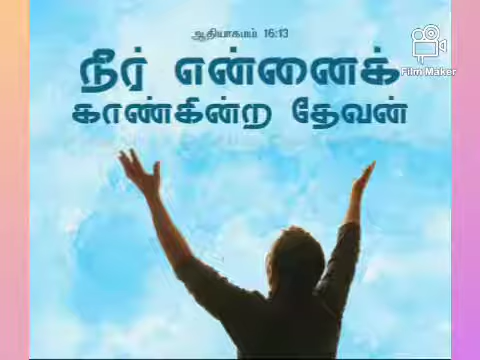 ஆதியாகமம் 16:13
நீர் என்னைக்
காண்கின்ற தேவன்
Film Maker